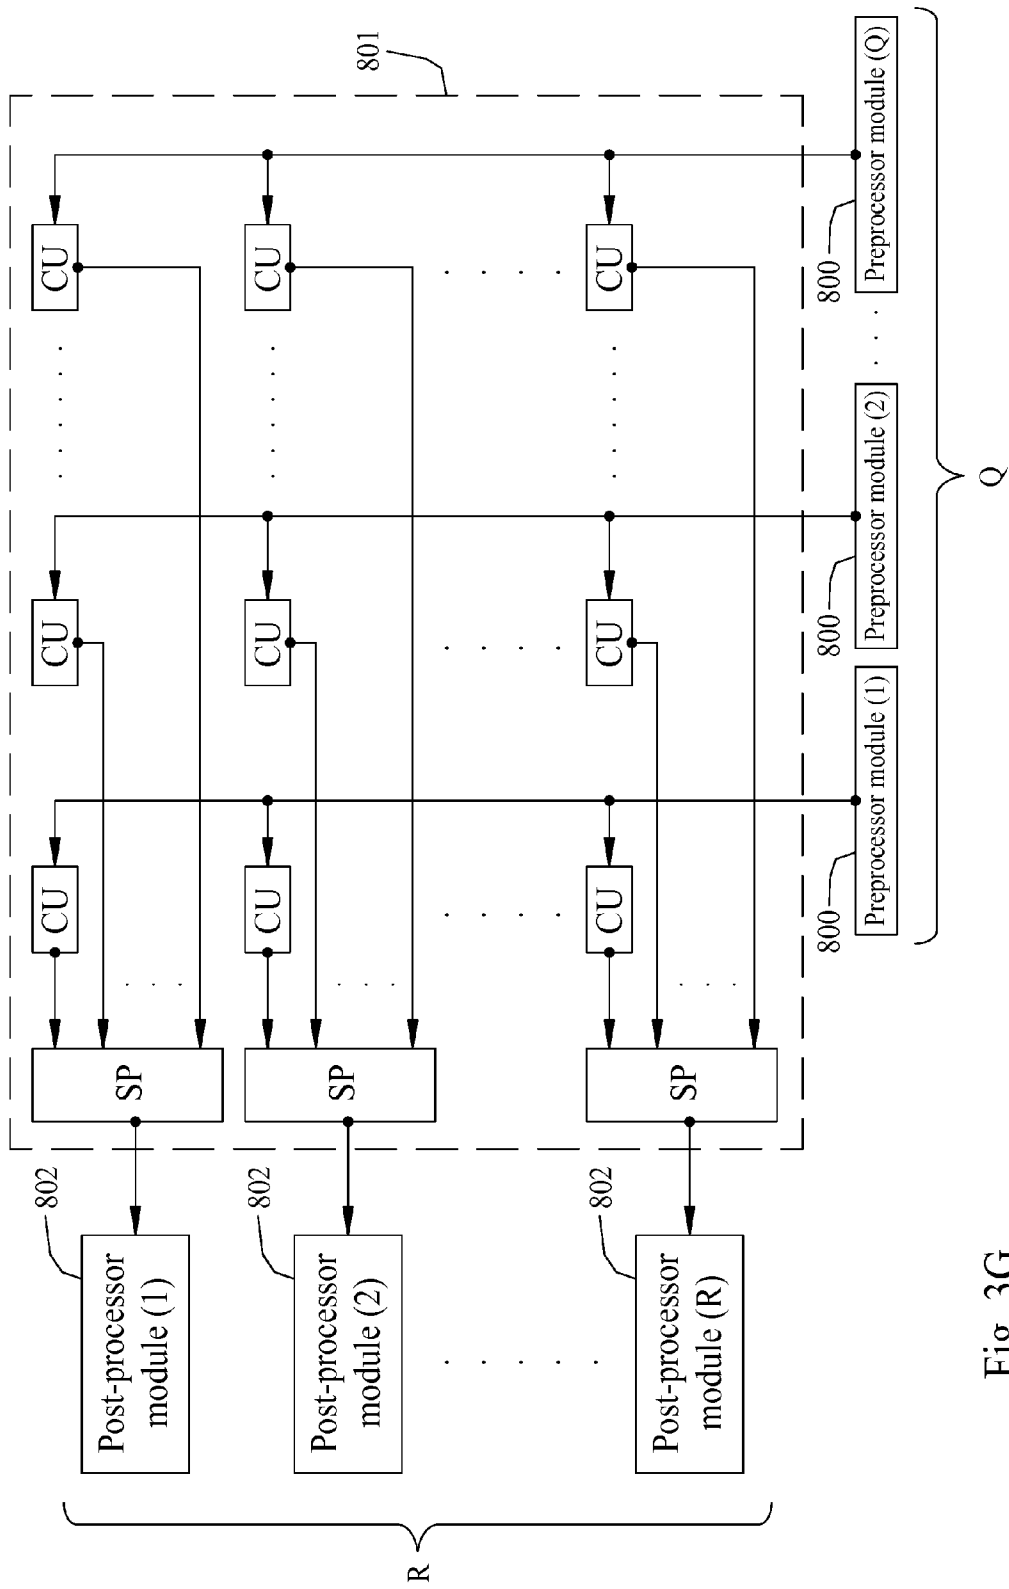 802
Post-processor
module (1)
SP
CU
CU
CU
802
Post-processor
module (2)
SP
CU
CU
CU
801
R
802
Post-processor
module (R)
SP
CU
CU
CU
800
800
800
Preprocessor module (1)
Preprocessor module (2)
Preprocessor module (Q)
Q
Fig. 3G